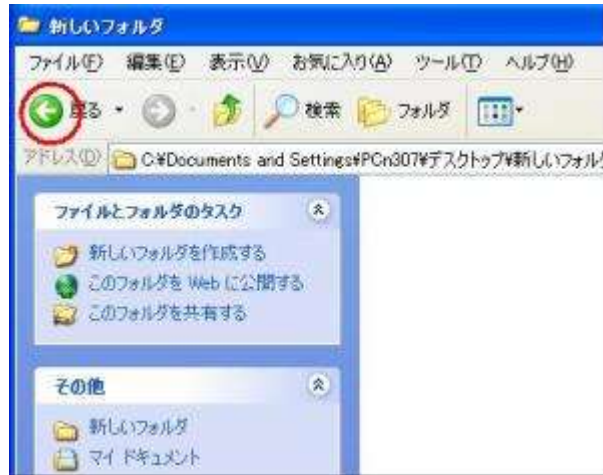 新しいフォルダ
ファイル(F) 編集(E) 表示(V) お気に入り(A) ツール(T) ヘルプ(H)
戻る 検索 フォルダ
アドレス(D) C:¥Documents and Settings¥PCn307¥デスクトップ¥新しいフォルダ
ファイルとフォルダのタスク
新しいフォルダを作成する
このフォルダを Web に公開する
このフォルダを共有する
その他
新しいフォルダ
マイ ドキュメント